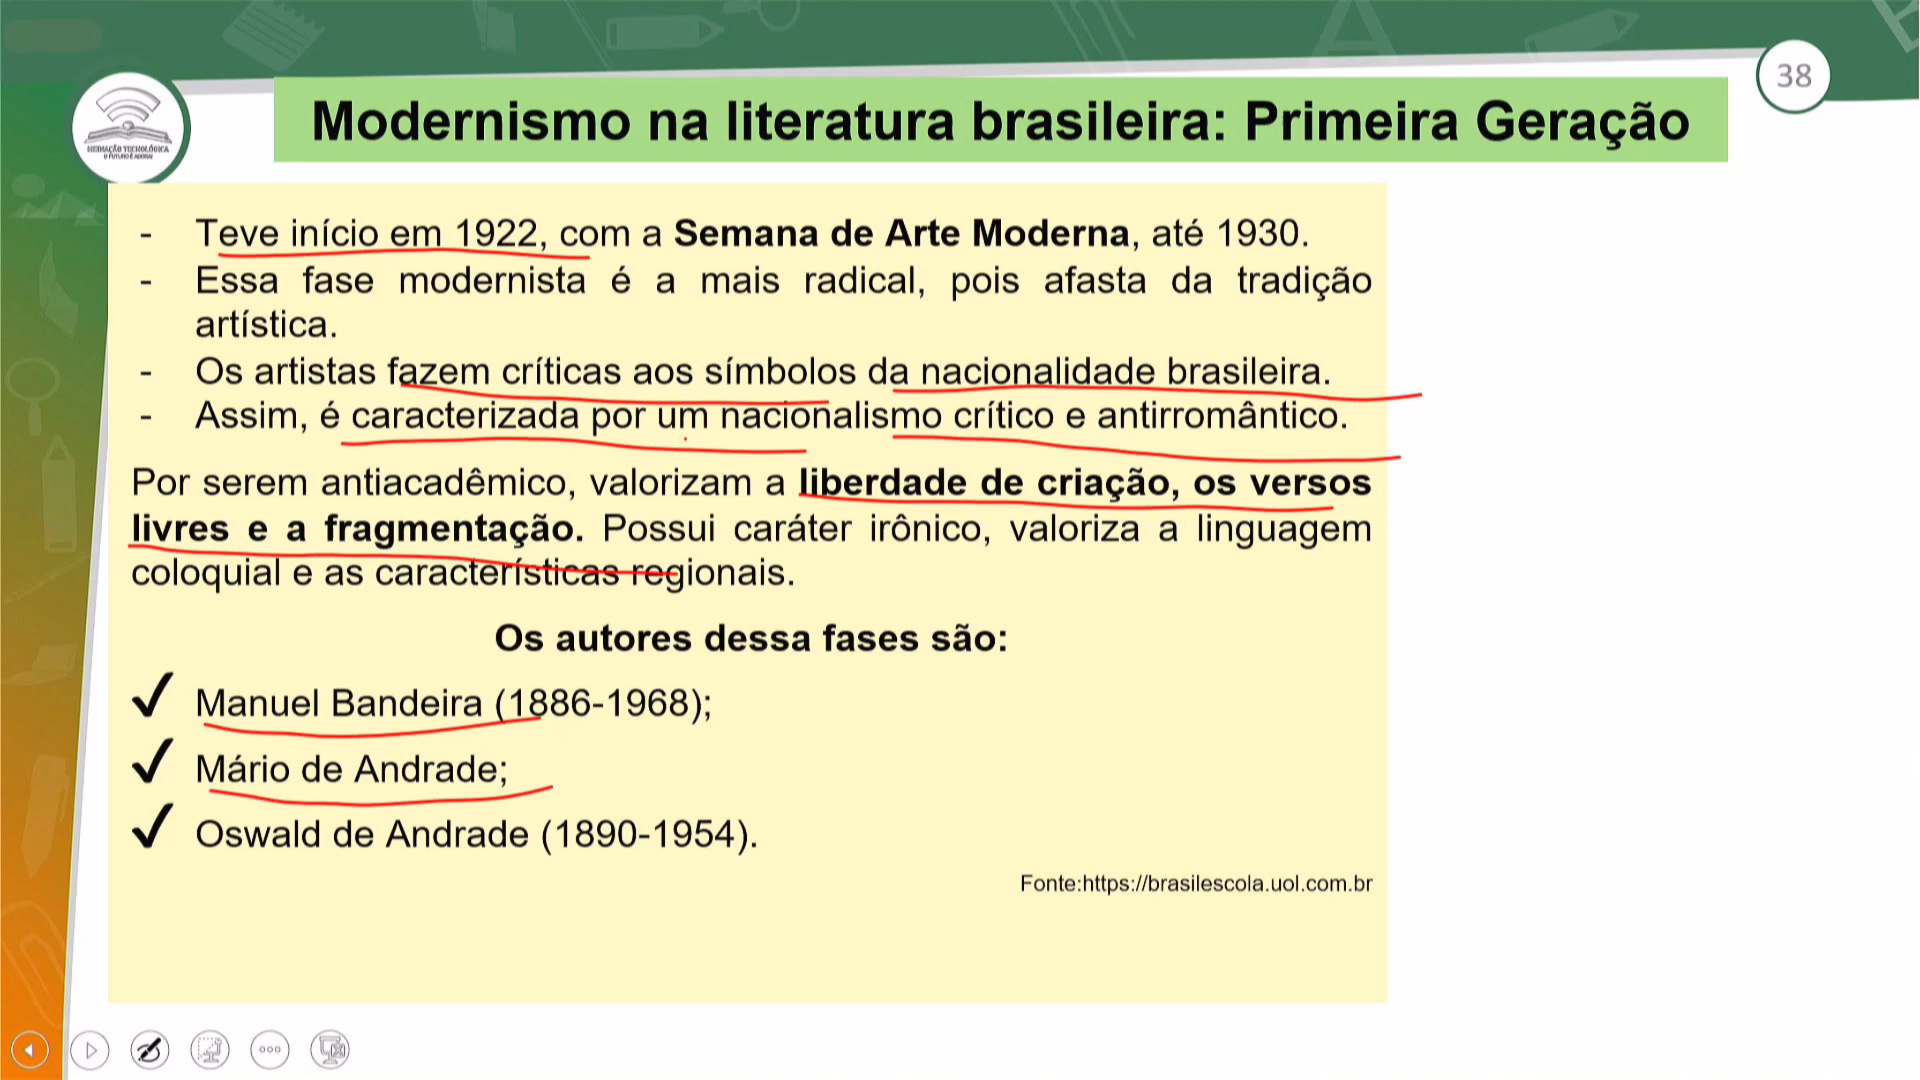 38
MEDIAÇÃO TECNOLÓGICA
O FUTURO É AGORA!
Modernismo na literatura brasileira: Primeira Geração
- Teve início em 1922, com a Semana de Arte Moderna, até 1930.
- Essa fase modernista é a mais radical, pois afasta da tradição
artística.
- Os artistas fazem críticas aos símbolos da nacionalidade brasileira.
- Assim, é caracterizada por um nacionalismo crítico e antirromântico.
Por serem antiacadêmico, valorizam a liberdade de criação, os versos
livres e a fragmentação. Possui caráter irônico, valoriza a linguagem
coloquial e as características regionais.
Os autores dessa fases são:
✓ Manuel Bandeira (1886-1968);
✓ Mário de Andrade;
✓ Oswald de Andrade (1890-1954).
Fonte:https://brasilescola.uol.com.br